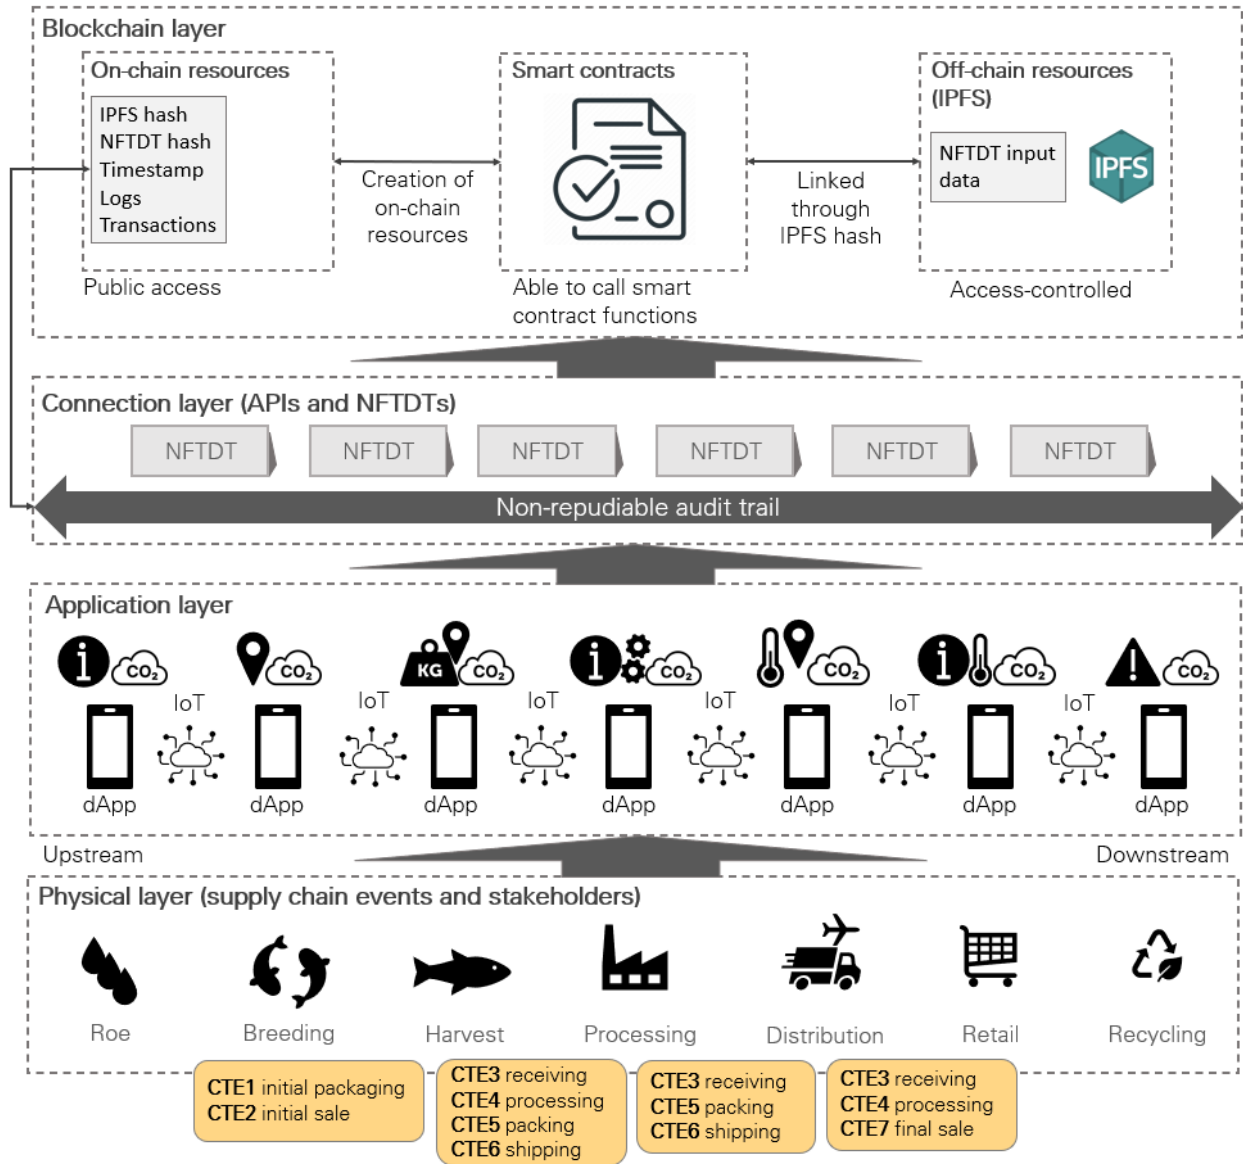 Blockchain layer
On-chain resources
IPFS hash
NFTDT hash
Timestamp
Logs
Transactions
Public access
Creation of
on-chain
resources
Smart contracts
Able to call smart
contract functions
Linked
through
IPFS hash
Off-chain resources
(IPFS)
NFTDT input
data
IPFS
Access-controlled
Connection layer (APIs and NFTDTs)
NFTDT
NFTDT
NFTDT
NFTDT
NFTDT
NFTDT
Non-repudiable audit trail
Application layer
CO₂
CO₂
KG
CO₂
CO₂
CO₂
CO₂
CO₂
IoT
IoT
IoT
IoT
IoT
IoT
dApp
dApp
dApp
dApp
dApp
dApp
dApp
Upstream
Downstream
Physical layer (supply chain events and stakeholders)
Roe
Breeding
Harvest
Processing
Distribution
Retail
Recycling
CTE1 initial packaging
CTE2 initial sale
CTE3 receiving
CTE4 processing
CTE5 packing
CTE6 shipping
CTE3 receiving
CTE5 packing
CTE6 shipping
CTE3 receiving
CTE4 processing
CTE7 final sale